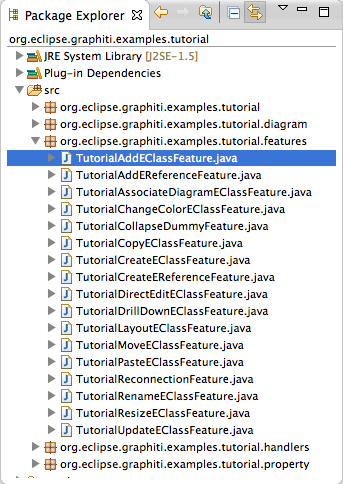 Package Explorer
org.eclipse.graphiti.examples.tutorial
JRE System Library [J2SE-1.5]
Plug-in Dependencies
src
org.eclipse.graphiti.examples.tutorial
org.eclipse.graphiti.examples.tutorial.diagram
org.eclipse.graphiti.examples.tutorial.features
TutorialAddEClassFeature.java
TutorialAddEReferenceFeature.java
TutorialAssociateDiagramEClassFeature.java
TutorialChangeColorEClassFeature.java
TutorialCollapseDummyFeature.java
TutorialCopyEClassFeature.java
TutorialCreateEClassFeature.java
TutorialCreateEReferenceFeature.java
TutorialDirectEditEClassFeature.java
TutorialDrillDownEClassFeature.java
TutorialLayoutEClassFeature.java
TutorialMoveEClassFeature.java
TutorialPasteEClassFeature.java
TutorialReconnectionFeature.java
TutorialRenameEClassFeature.java
TutorialResizeEClassFeature.java
TutorialUpdateEClassFeature.java
org.eclipse.graphiti.examples.tutorial.handlers
org.eclipse.graphiti.examples.tutorial.property